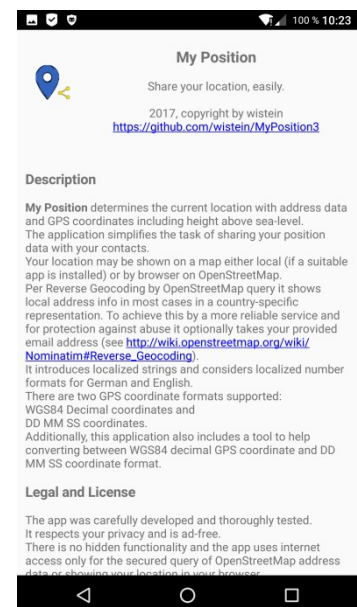 100 % 10:23
My Position
Share your location, easily.
2017, copyright by wistein
https://github.com/wistein/MyPosition3
Description
My Position determines the current location with address data
and GPS coordinates including height above sea-level.
The application simplifies the task of sharing your position
data with your contacts.
Your location may be shown on a map either local (if a suitable
app is installed) or by browser on OpenStreetMap.
Per Reverse Geocoding by OpenStreetMap query it shows
local address info in most cases in a country-specific
representation. To achieve this by a more reliable service and
for protection against abuse it optionally takes your provided
email address (see http://wiki.openstreetmap.org/wiki/
Nominatim#Reverse_Geocoding).
It introduces localized strings and considers localized number
formats for German and English.
There are two GPS coordinate formats supported:
WGS84 Decimal coordinates and
DD MM SS coordinates.
Additionally, this application also includes a tool to help
converting between WGS84 decimal GPS coordinate and DD
MM SS coordinate format.
Legal and License
The app was carefully developed and thoroughly tested.
It respects your privacy and is ad-free.
There is no hidden functionality and the app uses internet
access only for the secured query of OpenStreetMap address
data or showing your location in your browser